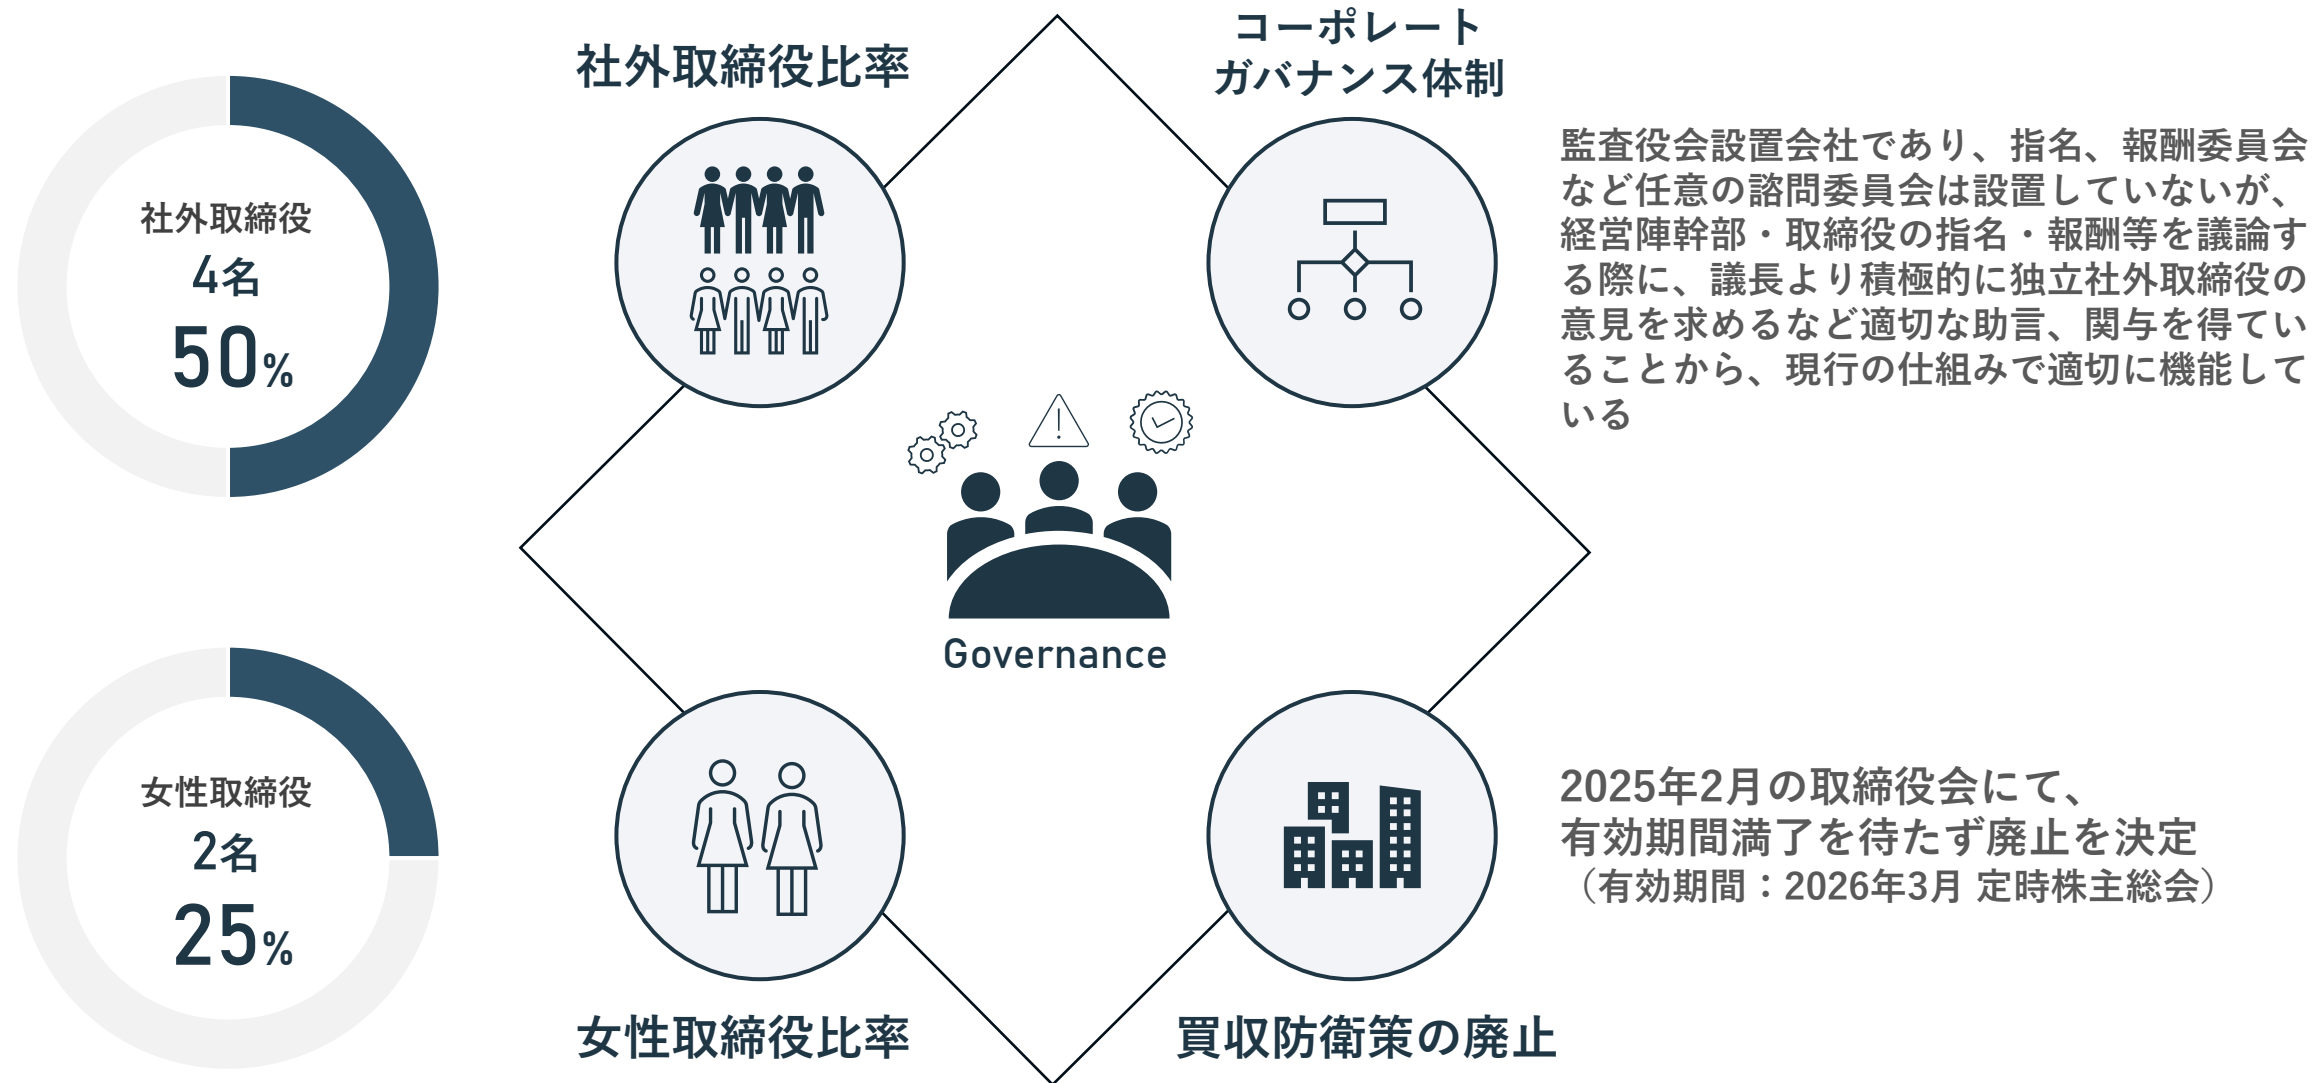 社外取締役比率
コーポレート
ガバナンス体制
社外取締役
4名
50%
監査役会設置会社であり、指名、報酬委員会
など任意の諮問委員会は設置していないが、
経営陣幹部・取締役の指名・報酬等を議論す
る際に、議長より積極的に独立社外取締役の
意見を求めるなど適切な助言、関与を得てい
ることから、現行の仕組みで適切に機能して
いる
Governance
女性取締役
2名
25%
2025年2月の取締役会にて、
有効期間満了を待たず廃止を決定
（有効期間：2026年3月 定時株主総会）
女性取締役比率
買収防衛策の廃止